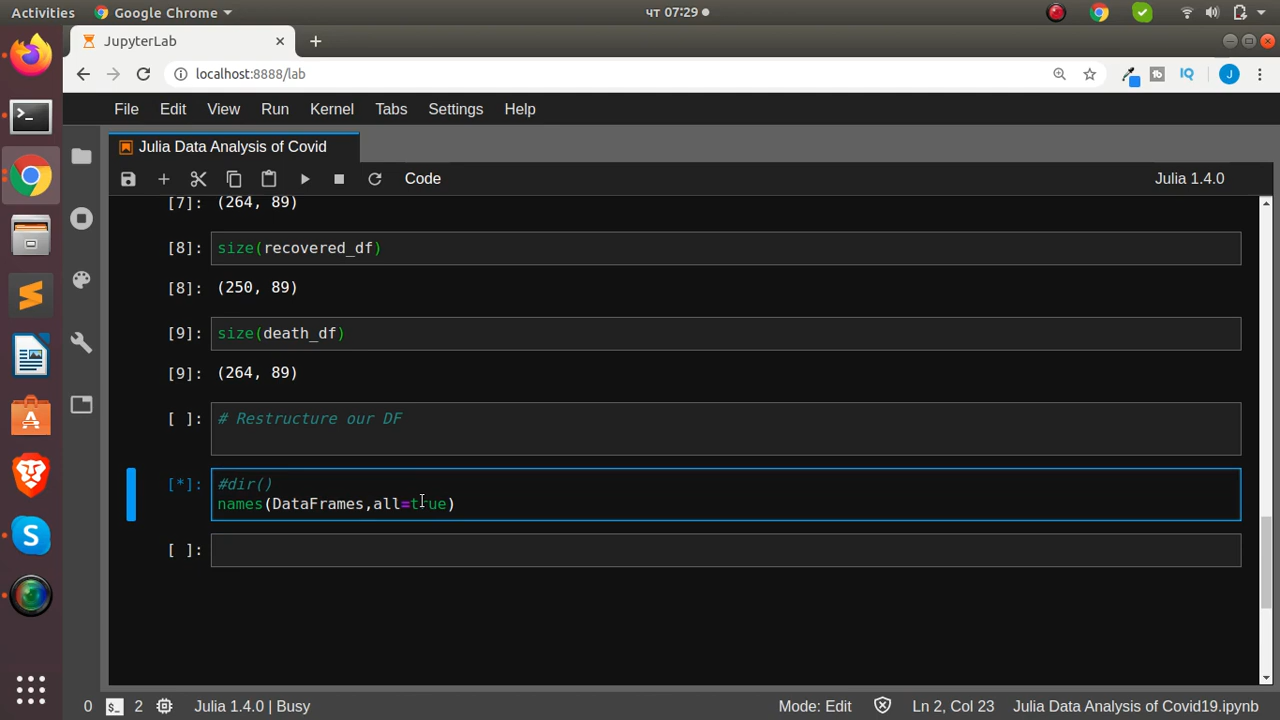 Activities
Google Chrome
чт 07:29
JupyterLab
localhost:8888/lab
IQ
J
File Edit View Run Kernel Tabs Settings Help
Julia Data Analysis of Covid
Code
Julia 1.4.0
[7]: (264, 89)
[8]: size(recovered_df)
[8]: (250, 89)
[9]: size(death_df)
[9]: (264, 89)
[ ]: # Restructure our DF
[*]: #dir()
names(DataFrames,all=true)
[ ]:
0 2 Julia 1.4.0 | Busy Mode: Edit Ln 2, Col 23 Julia Data Analysis of Covid19.ipynb